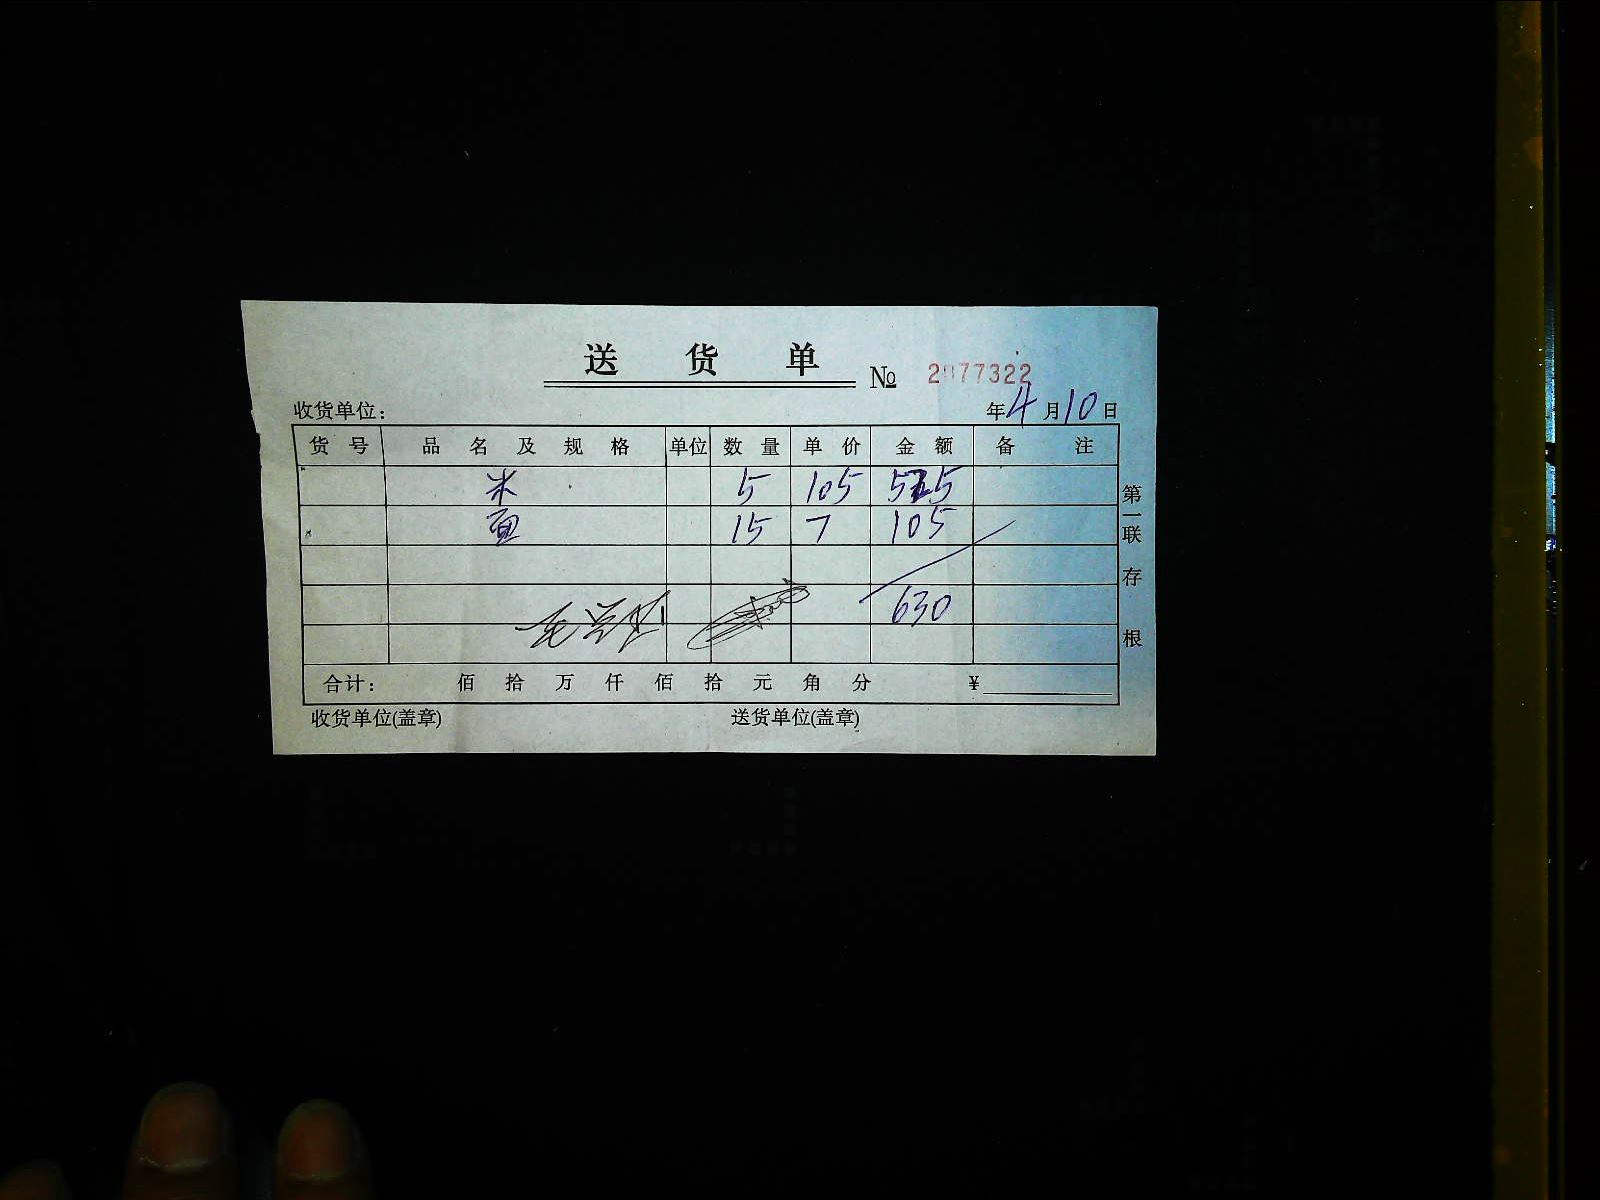 送 货 单
№ 2077322
收货单位： 年4月10日
货 号 品 名 及 规 格 单位 数 量 单 价 金 额 备 注
米 5 105 525
面 15 7 105
630
合计： 佰 拾 万 仟 佰 拾 元 角 分 ¥
收货单位(盖章) 送货单位(盖章)
第一联 存根